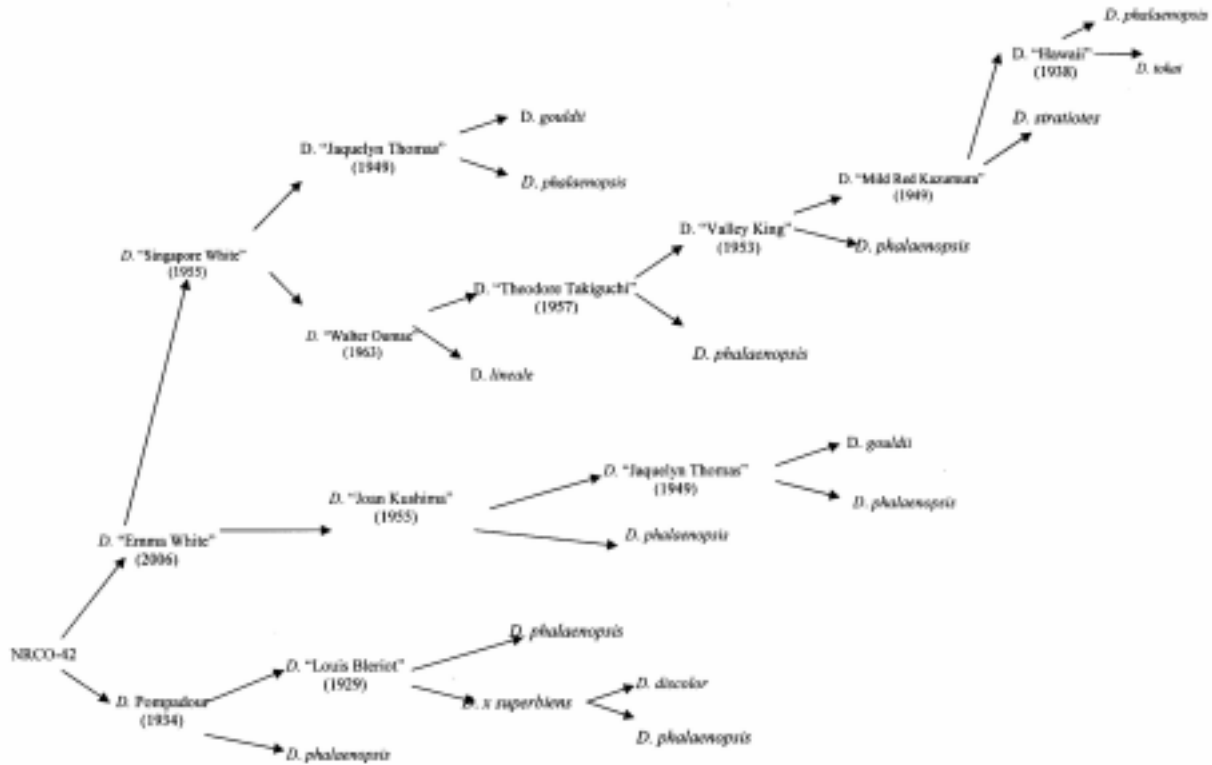 D. phalaenopsis
D. "Hawaii"
(1938)
D. tokai
D. gouldii
D. stratiotes
D. "Jaquelyn Thomas"
(1949)
D. phalaenopsis
D. "Mild Red Kazumura"
(1949)
D. "Valley King"
(1953)
D. phalaenopsis
D. "Singapore White"
(1955)
D. "Theodore Takiguchi"
(1957)
D. "Walter Oumae"
(1963)
D. phalaenopsis
D. lineale
D. gouldii
D. "Jaquelyn Thomas"
(1949)
D. "Joan Kushima"
(1955)
D. phalaenopsis
D. "Emma White"
(2006)
D. phalaenopsis
D. phalaenopsis
NRCO-42
D. "Louis Bleriot"
(1929)
D. discolor
D. Pompadour
(1934)
D. x superbiens
D. phalaenopsis
D. phalaenopsis